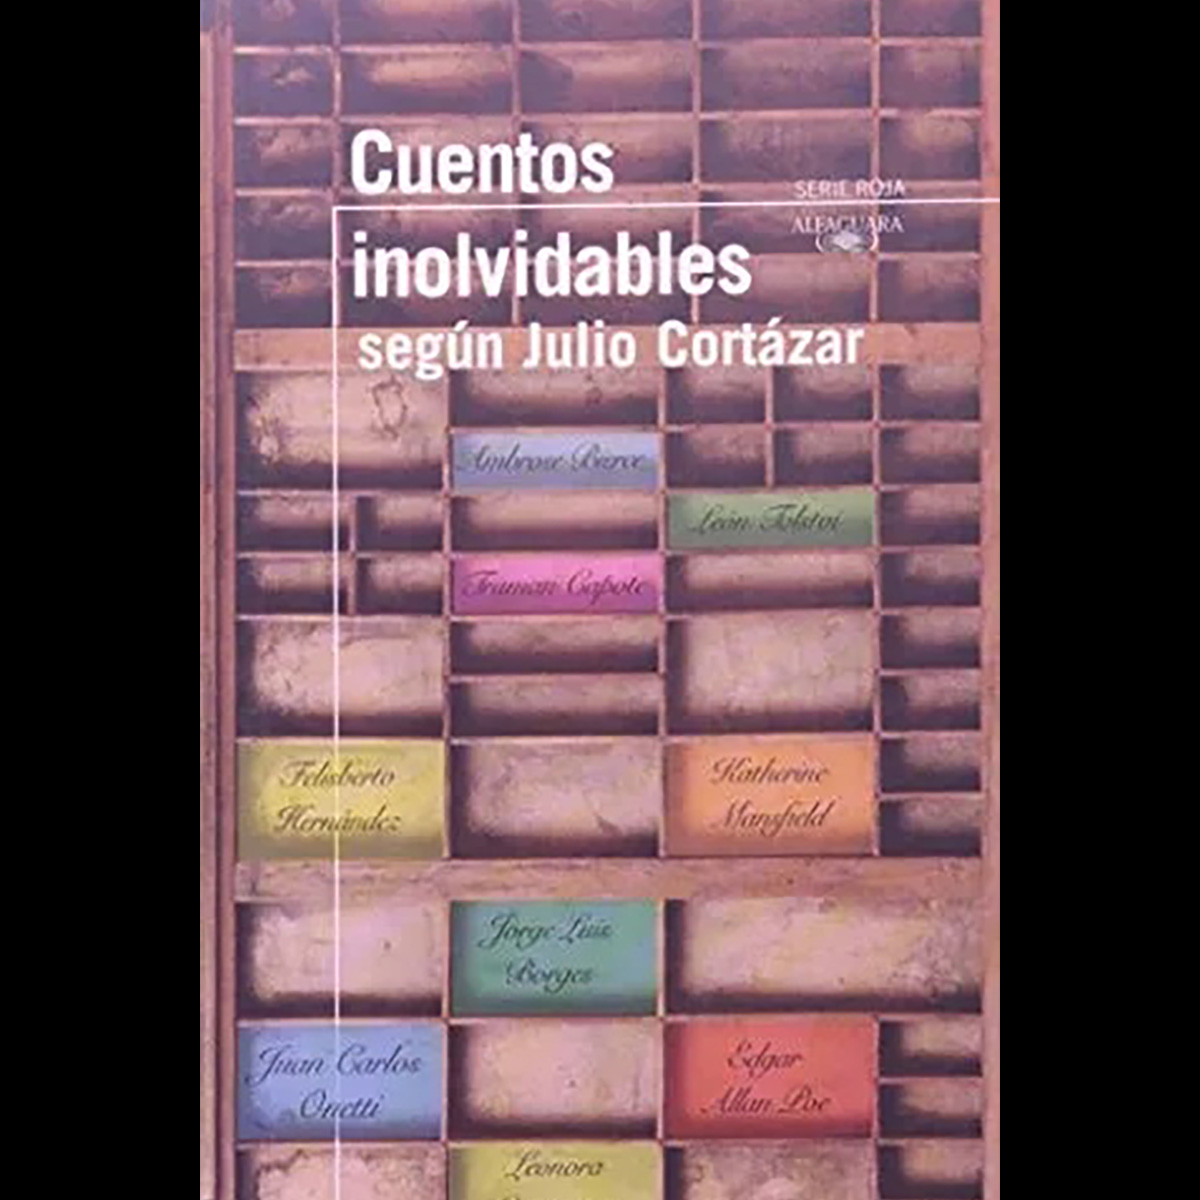 Cuentos
SERIE ROJA
ALFAGUARA
inolvidables
según Julio Cortázar
Ambrose Bierce
León Tolstoi
Truman Capote
Felisberto
Hernández
Katherine
Mansfield
Jorge Luis
Borges
Juan Carlos
Onetti
Edgar
Allan Poe
Leonora